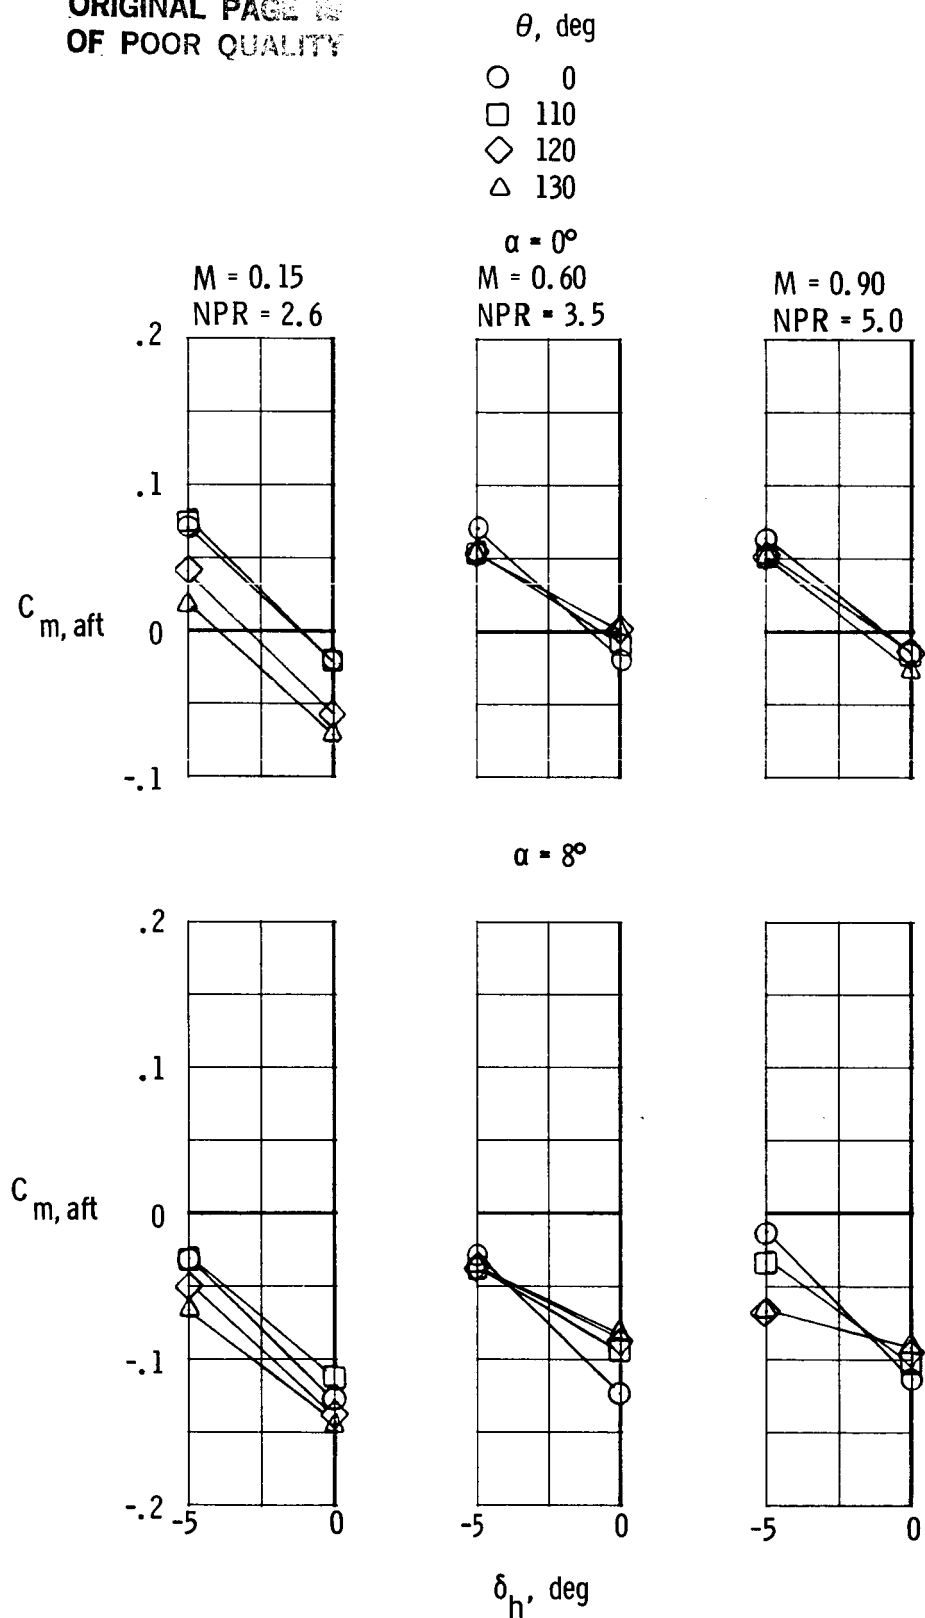 ORIGINAL PAGE IS
OF POOR QUALITY
θ, deg
0
110
120
130
α = 0°
M = 0.15
NPR = 2.6
M = 0.60
NPR = 3.5
M = 0.90
NPR = 5.0
.2
.1
C m, aft
0
-.1
α = 8°
.2
.1
C m, aft
0
-.1
-.2
-5 0 -5 0 -5 0
δh, deg